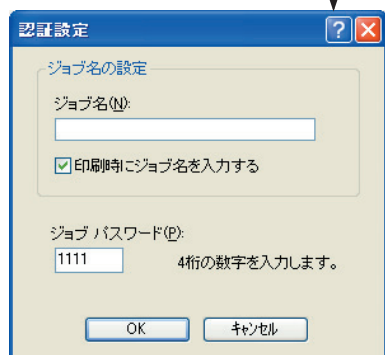 認証設定
ジョブ名の設定
ジョブ名(N):
印刷時にジョブ名を入力する
ジョブ パスワード(P):
1111 4桁の数字を入力します。
OK キャンセル